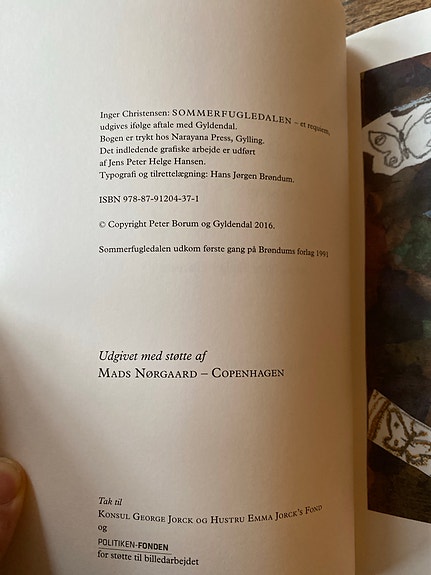 Inger Christensen: SOMMERFUGLEDALEN – et requiem,
udgives ifølge aftale med Gyldendal.
Bogen er trykt hos Narayana Press, Gylling.
Det indledende grafiske arbejde er udført
af Jens Peter Helge Hansen.
Typografi og tilrettelægning: Hans Jørgen Brøndum.
ISBN 978-87-91204-37-1
© Copyright Peter Borum og Gyldendal 2016.
Sommerfugledalen udkom første gang på Brøndums forlag 1991
Udgivet med støtte af
Mads Nørgaard – Copenhagen
Tak til
Konsul George Jorck og Hustru Emma Jorck's Fond
og
POLITIKEN-FONDEN
for støtte til billedarbejdet